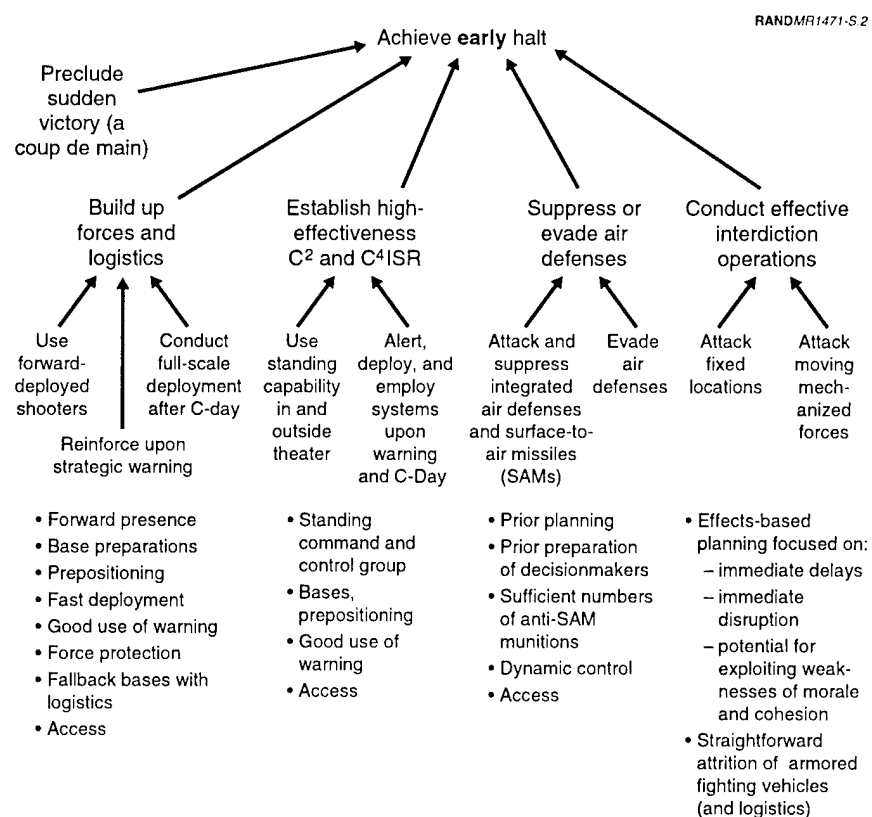 RANDMR1471-S.2
Achieve early halt
Preclude
sudden
victory (a
coup de main)
Build up
forces and
logistics
Establish high-
effectiveness
C² and C⁴ISR
Suppress or
evade air
defenses
Conduct effective
interdiction
operations
Use
forward-
deployed
shooters
Reinforce upon
strategic warning
Conduct
full-scale
deployment
after C-day
Use
standing
capability
in and
outside
theater
Alert,
deploy, and
employ
systems
upon
warning
and C-Day
Attack and
suppress
integrated
air defenses
and surface-to-
air missiles
(SAMs)
Evade
air
defenses
Attack
fixed
locations
Attack
moving
mech-
anized
forces
• Forward presence
• Base preparations
• Prepositioning
• Fast deployment
• Good use of warning
• Force protection
• Fallback bases with
logistics
• Access
• Standing
command and
control group
• Bases,
prepositioning
• Good use of
warning
• Access
• Prior planning
• Prior preparation
of decisionmakers
• Sufficient numbers
of anti-SAM
munitions
• Dynamic control
• Access
• Effects-based
planning focused on:
– immediate delays
– immediate
disruption
– potential for
exploiting weak-
nesses of morale
and cohesion
• Straightforward
attrition of armored
fighting vehicles
(and logistics)